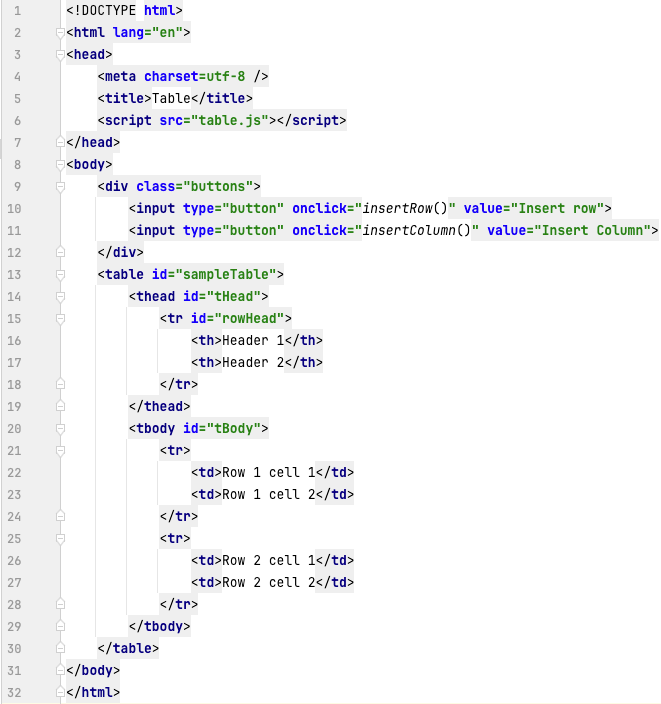 1 <!DOCTYPE html>
2 <html lang="en">
3 <head>
4     <meta charset=utf-8 />
5     <title>Table</title>
6     <script src="table.js"></script>
7 </head>
8 <body>
9     <div class="buttons">
10         <input type="button" onclick="insertRow()" value="Insert row">
11         <input type="button" onclick="insertColumn()" value="Insert Column">
12     </div>
13     <table id="sampleTable">
14         <thead id="tHead">
15             <tr id="rowHead">
16                 <th>Header 1</th>
17                 <th>Header 2</th>
18             </tr>
19         </thead>
20         <tbody id="tBody">
21             <tr>
22                 <td>Row 1 cell 1</td>
23                 <td>Row 1 cell 2</td>
24             </tr>
25             <tr>
26                 <td>Row 2 cell 1</td>
27                 <td>Row 2 cell 2</td>
28             </tr>
29         </tbody>
30     </table>
31 </body>
32 </html>